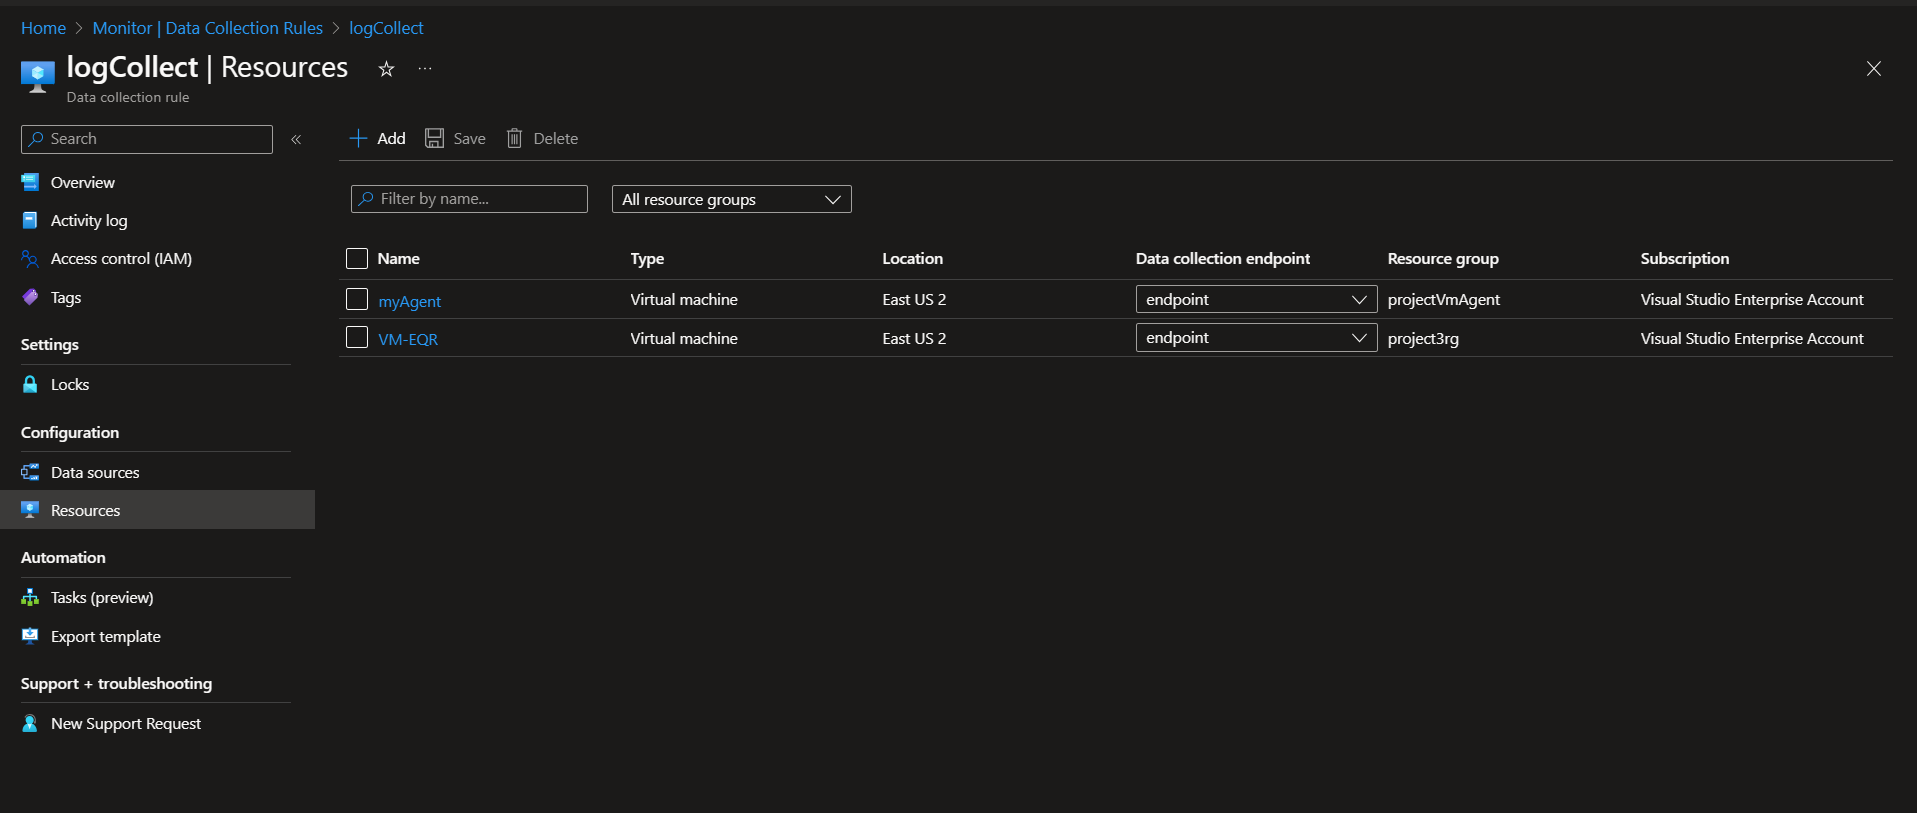 Home > Monitor | Data Collection Rules > logCollect
logCollect | Resources ...
Data collection rule
Search
«
Overview
Activity log
Access control (IAM)
Tags
Settings
Locks
Configuration
Data sources
Resources
Automation
Tasks (preview)
Export template
Support + troubleshooting
New Support Request
Add Save Delete
Filter by name... All resource groups
Name Type Location Data collection endpoint Resource group Subscription
myAgent Virtual machine East US 2 endpoint projectVmAgent Visual Studio Enterprise Account
VM-EQR Virtual machine East US 2 endpoint project3rg Visual Studio Enterprise Account